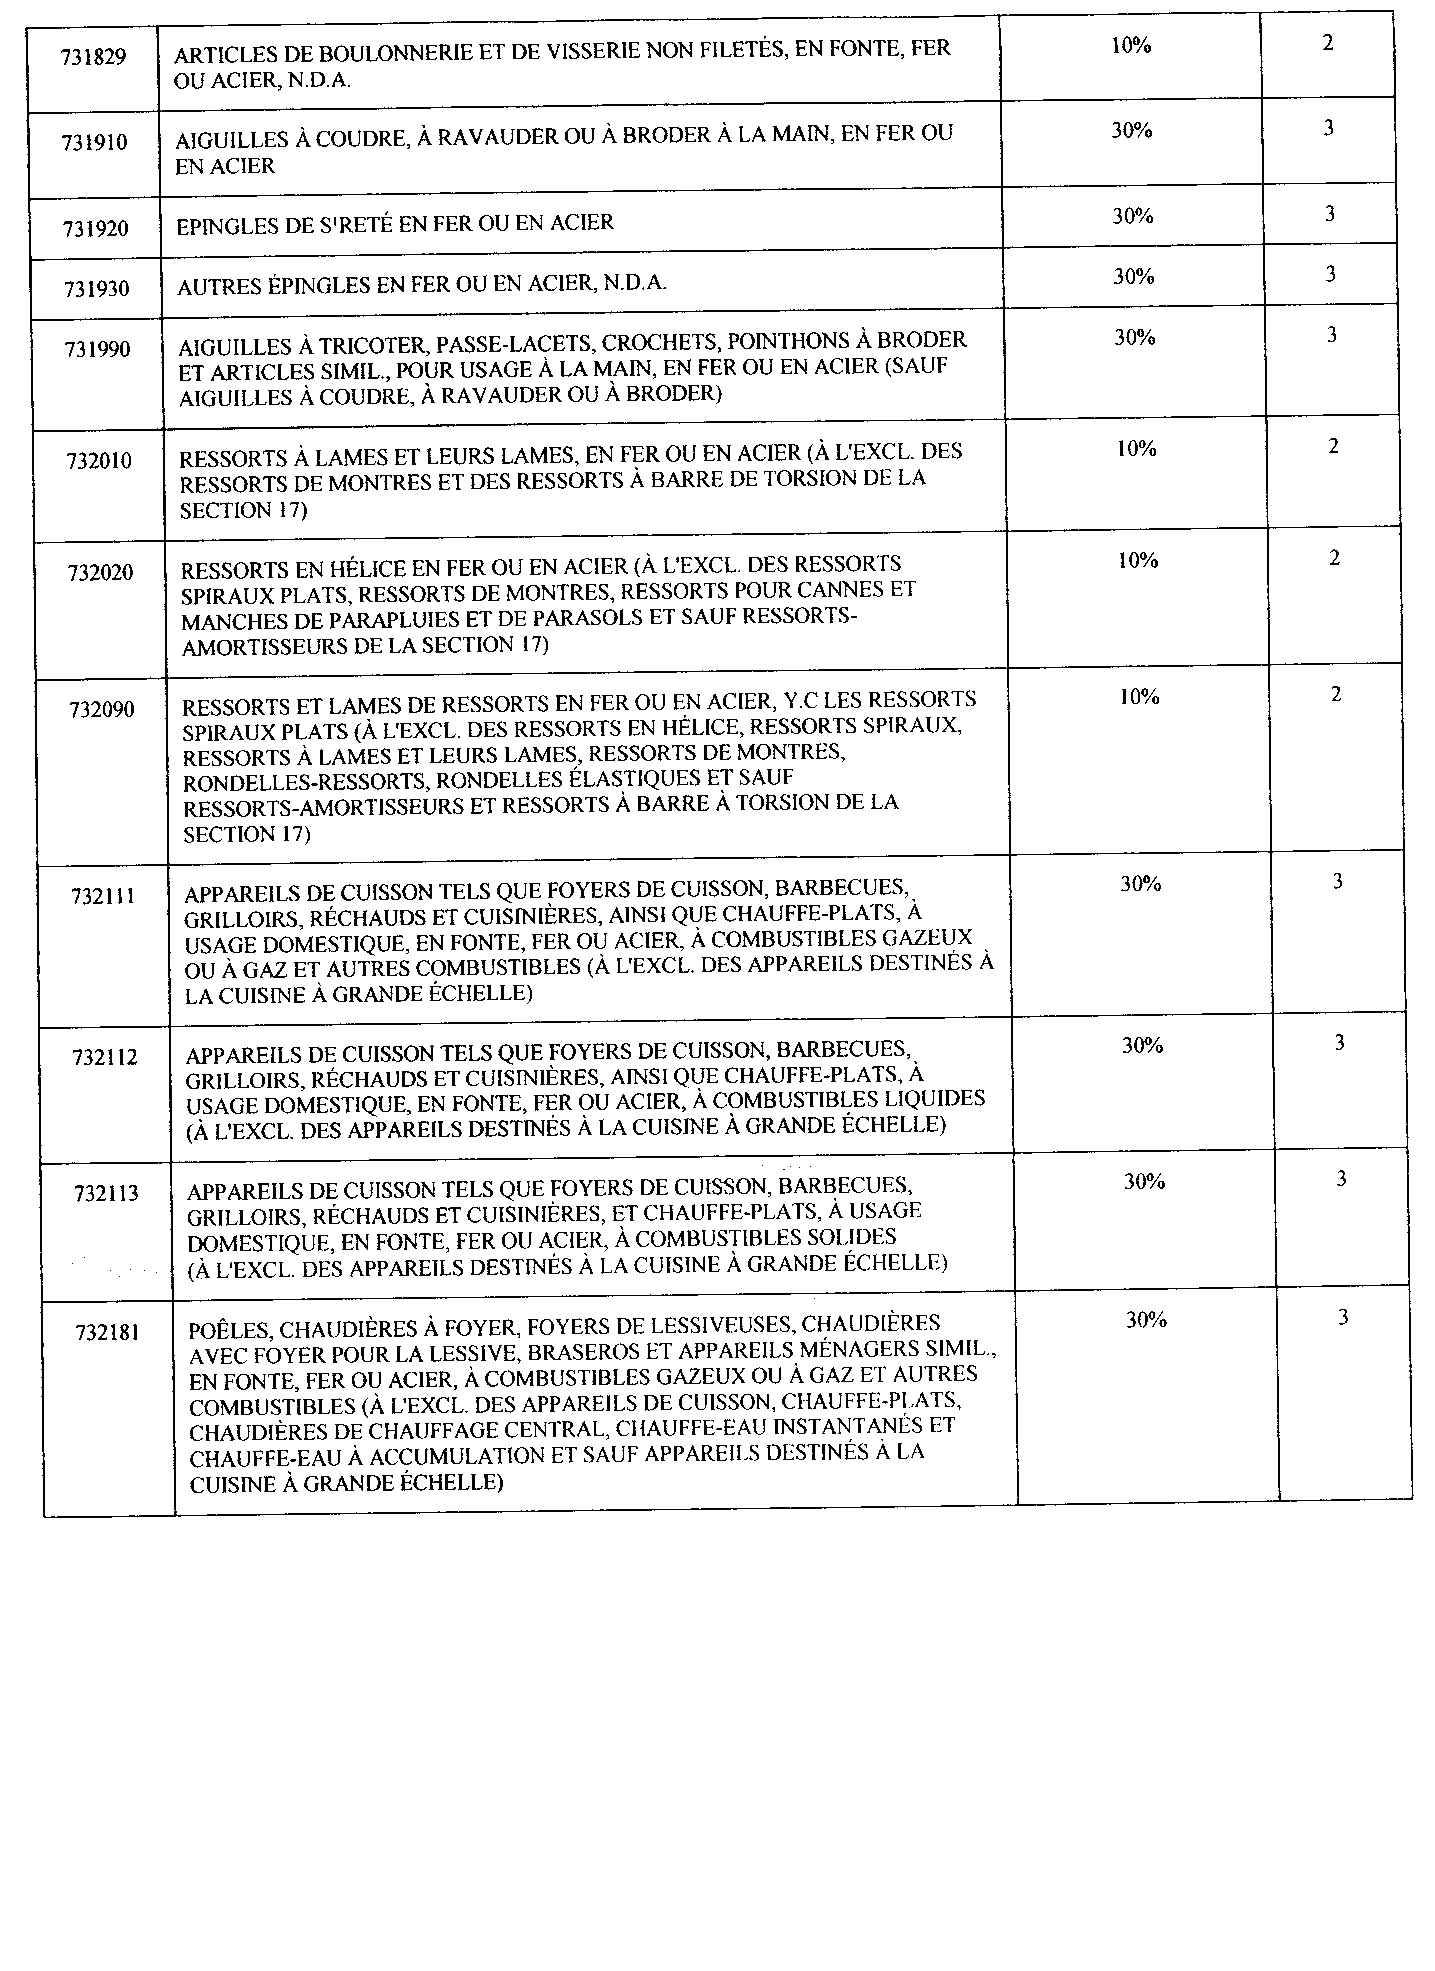 731829 ARTICLES DE BOULONNERIE ET DE VISSERIE NON FILETÉS, EN FONTE, FER 10% 2
OU ACIER, N.D.A.
731910 AIGUILLES À COUDRE, À RAVAUDER OU À BRODER À LA MAIN, EN FER OU 30% 3
EN ACIER
731920 EPINGLES DE S'RETÉ EN FER OU EN ACIER 30% 3
731930 AUTRES ÉPINGLES EN FER OU EN ACIER, N.D.A. 30% 3
731990 AIGUILLES À TRICOTER, PASSE-LACETS, CROCHETS, POINTHONS À BRODER 30% 3
ET ARTICLES SIMIL., POUR USAGE À LA MAIN, EN FER OU EN ACIER (SAUF
AIGUILLES À COUDRE, À RAVAUDER OU À BRODER)
732010 RESSORTS À LAMES ET LEURS LAMES, EN FER OU EN ACIER (À L'EXCL. DES 10% 2
RESSORTS DE MONTRES ET DES RESSORTS À BARRE DE TORSION DE LA
SECTION 17)
732020 RESSORTS EN HÉLICE EN FER OU EN ACIER (À L'EXCL. DES RESSORTS 10% 2
SPIRAUX PLATS, RESSORTS DE MONTRES, RESSORTS POUR CANNES ET
MANCHES DE PARAPLUIES ET DE PARASOLS ET SAUF RESSORTS-
AMORTISSEURS DE LA SECTION 17)
732090 RESSORTS ET LAMES DE RESSORTS EN FER OU EN ACIER, Y.C LES RESSORTS 10% 2
SPIRAUX PLATS (À L'EXCL. DES RESSORTS EN HÉLICE, RESSORTS SPIRAUX,
RESSORTS À LAMES ET LEURS LAMES, RESSORTS DE MONTRES,
RONDELLES-RESSORTS, RONDELLES ÉLASTIQUES ET SAUF
RESSORTS-AMORTISSEURS ET RESSORTS À BARRE À TORSION DE LA
SECTION 17)
732111 APPAREILS DE CUISSON TELS QUE FOYERS DE CUISSON, BARBECUES, 30% 3
GRILLOIRS, RÉCHAUDS ET CUISINIÈRES, AINSI QUE CHAUFFE-PLATS, À
USAGE DOMESTIQUE, EN FONTE, FER OU ACIER, À COMBUSTIBLES GAZEUX
OU À GAZ ET AUTRES COMBUSTIBLES (À L'EXCL. DES APPAREILS DESTINÉS À
LA CUISINE À GRANDE ÉCHELLE)
732112 APPAREILS DE CUISSON TELS QUE FOYERS DE CUISSON, BARBECUES, 30% 3
GRILLOIRS, RÉCHAUDS ET CUISINIÈRES, AINSI QUE CHAUFFE-PLATS, À
USAGE DOMESTIQUE, EN FONTE, FER OU ACIER, À COMBUSTIBLES LIQUIDES
(À L'EXCL. DES APPAREILS DESTINÉS À LA CUISINE À GRANDE ÉCHELLE)
732113 APPAREILS DE CUISSON TELS QUE FOYERS DE CUISSON, BARBECUES, 30% 3
GRILLOIRS, RÉCHAUDS ET CUISINIÈRES, ET CHAUFFE-PLATS, À USAGE
DOMESTIQUE, EN FONTE, FER OU ACIER, À COMBUSTIBLES SOLIDES
(À L'EXCL. DES APPAREILS DESTINÉS À LA CUISINE À GRANDE ÉCHELLE)
732181 POÊLES, CHAUDIÈRES À FOYER, FOYERS DE LESSIVEUSES, CHAUDIÈRES 30% 3
AVEC FOYER POUR LA LESSIVE, BRASEROS ET APPAREILS MÉNAGERS SIMIL.,
EN FONTE, FER OU ACIER, À COMBUSTIBLES GAZEUX OU À GAZ ET AUTRES
COMBUSTIBLES (À L'EXCL. DES APPAREILS DE CUISSON, CHAUFFE-PLATS,
CHAUDIÈRES DE CHAUFFAGE CENTRAL, CHAUFFE-EAU INSTANTANÉS ET
CHAUFFE-EAU À ACCUMULATION ET SAUF APPAREILS DESTINÉS À LA
CUISINE À GRANDE ÉCHELLE)